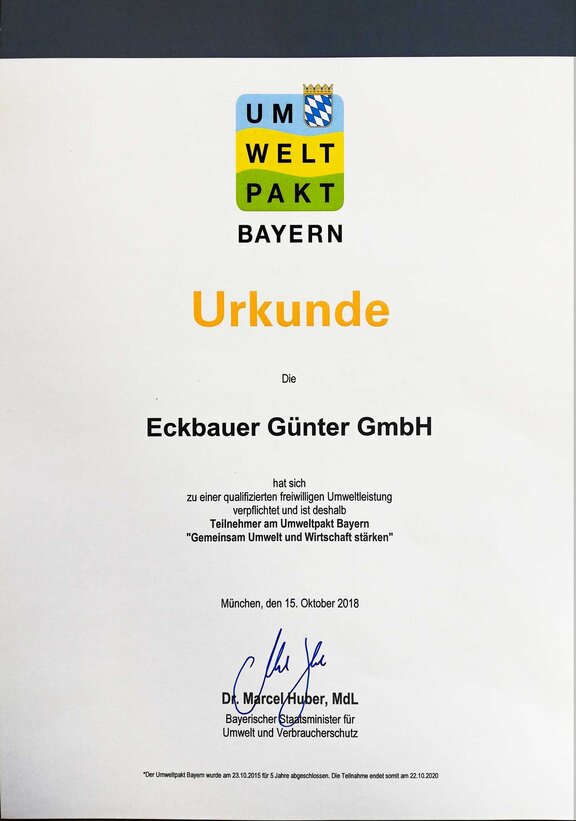 UM
WELT
PAKT
BAYERN
Urkunde
Die
Eckbauer Günter GmbH
hat sich
zu einer qualifizierten freiwilligen Umweltleistung
verpflichtet und ist deshalb
Teilnehmer am Umweltpakt Bayern
"Gemeinsam Umwelt und Wirtschaft stärken"
München, den 15. Oktober 2018
Dr. Marcel Huber, MdL
Bayerischer Staatsminister für
Umwelt und Verbraucherschutz
*Der Umweltpakt Bayern wurde am 23.10.2015 für 5 Jahre abgeschlossen. Die Teilnahme endet somit am 22.10.2020